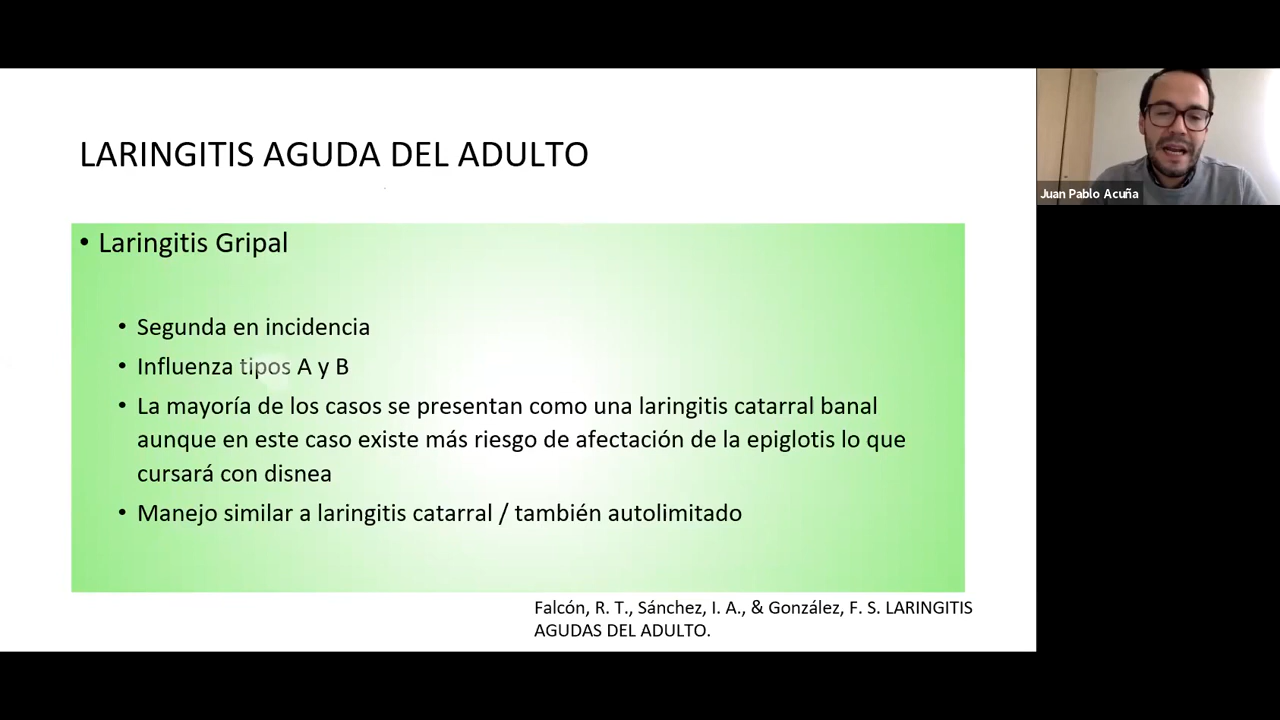 LARINGITIS AGUDA DEL ADULTO
Juan Pablo Acuña
• Laringitis Gripal
• Segunda en incidencia
• Influenza tipos A y B
• La mayoría de los casos se presentan como una laringitis catarral banal
aunque en este caso existe más riesgo de afectación de la epiglotis lo que
cursará con disnea
• Manejo similar a laringitis catarral / también autolimitado
Falcón, R. T., Sánchez, I. A., & González, F. S. LARINGITIS
AGUDAS DEL ADULTO.